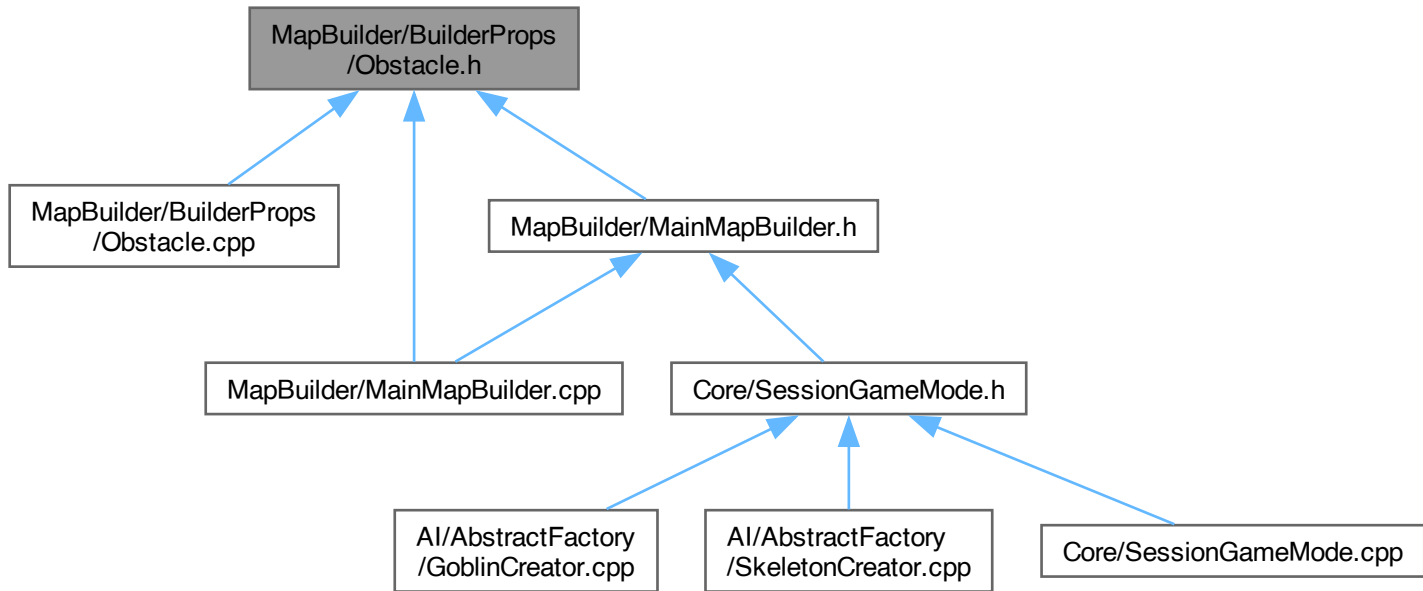 MapBuilder/BuilderProps
/Obstacle.h
MapBuilder/BuilderProps
/Obstacle.cpp
MapBuilder/MainMapBuilder.h
MapBuilder/MainMapBuilder.cpp
Core/SessionGameMode.h
AI/AbstractFactory
/GoblinCreator.cpp
AI/AbstractFactory
/SkeletonCreator.cpp
Core/SessionGameMode.cpp